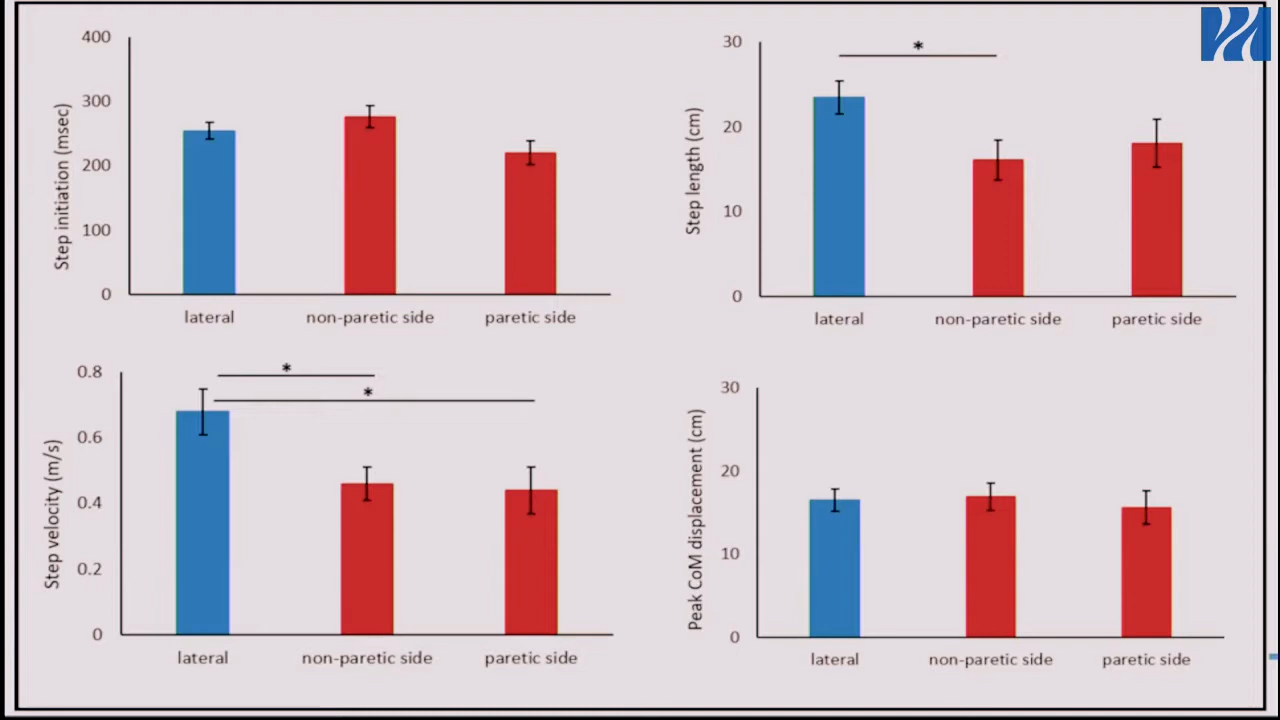 400
300
200
100
0
Step initiation (msec)
lateral non-paretic side paretic side
30
20
10
0
Step length (cm)
*
lateral non-paretic side paretic side
0.8
0.6
0.4
0.2
0
Step velocity (m/s)
*
*
lateral non-paretic side paretic side
30
20
10
0
Peak CoM displacement (cm)
lateral non-paretic side paretic side